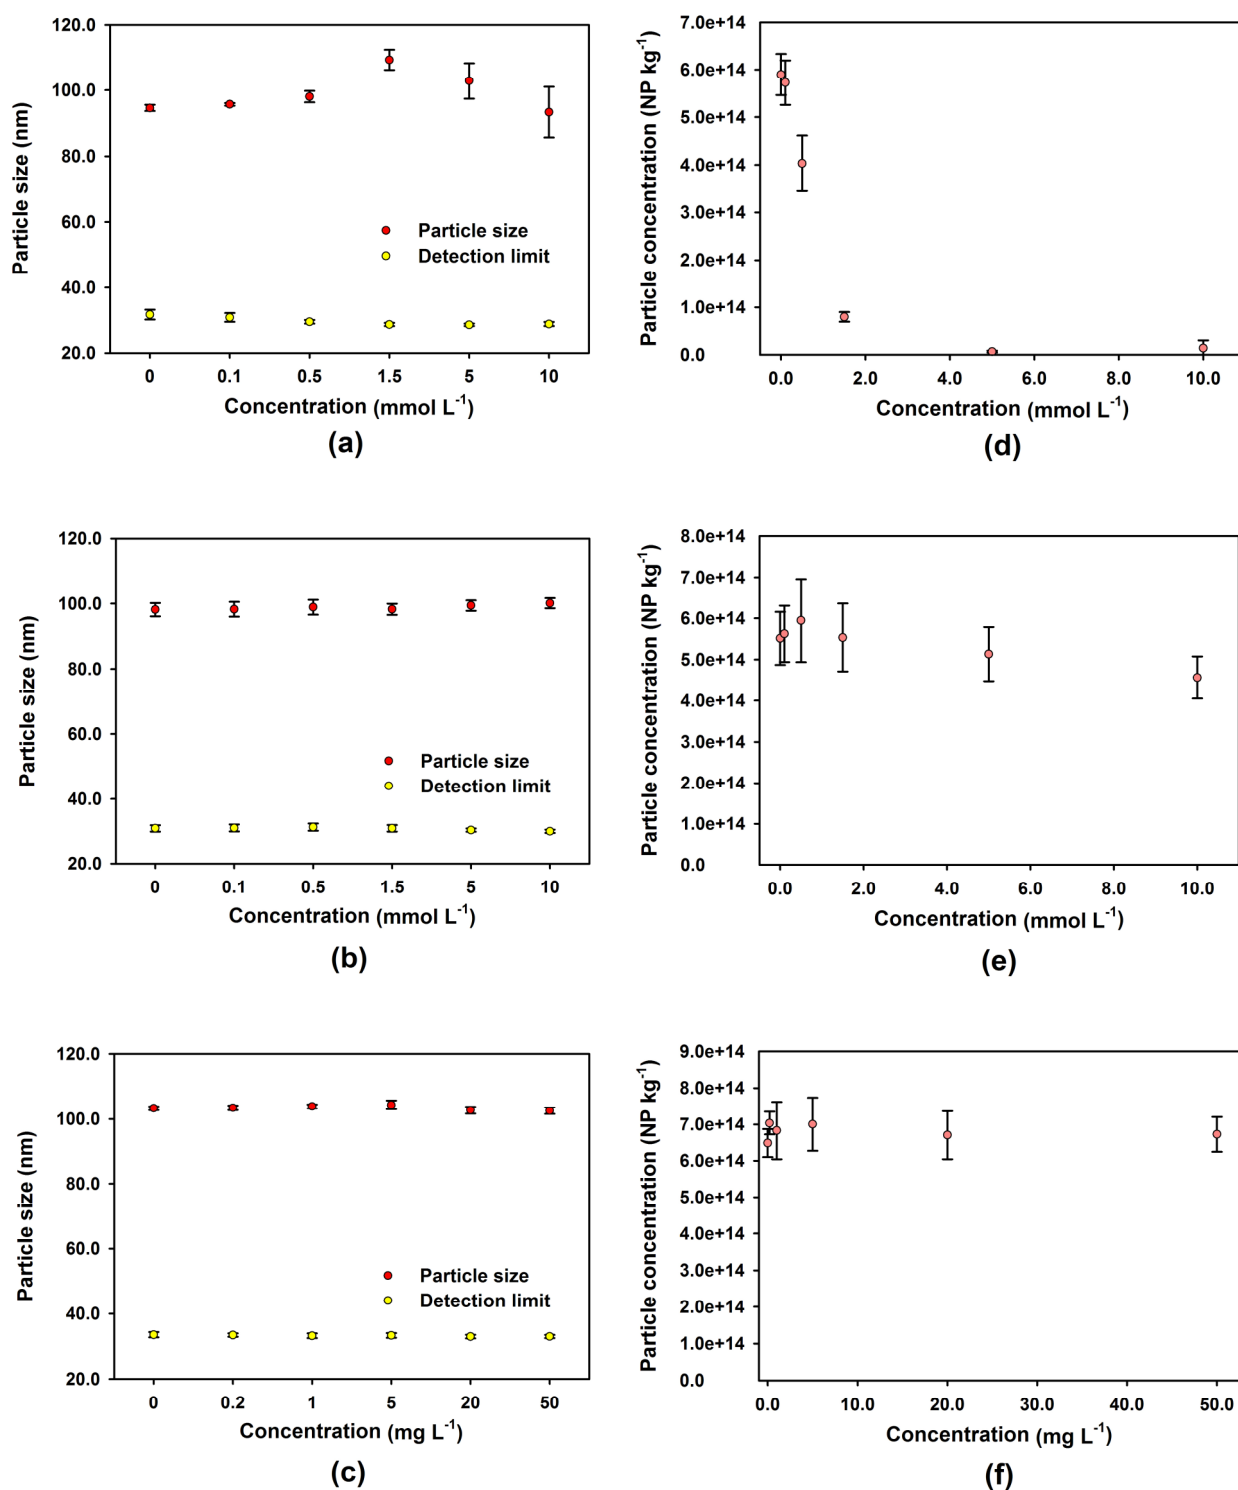 120.0
100.0
80.0
60.0
40.0
20.0
Particle size (nm)
Particle size
Detection limit
0 0.1 0.5 1.5 5 10
Concentration (mmol L⁻¹)
(a)
7.0e+14
6.0e+14
5.0e+14
4.0e+14
3.0e+14
2.0e+14
1.0e+14
0.0
Particle concentration (NP kg⁻¹)
0.0 2.0 4.0 6.0 8.0 10.0
Concentration (mmol L⁻¹)
(d)
120.0
100.0
80.0
60.0
40.0
20.0
Particle size (nm)
Particle size
Detection limit
0 0.1 0.5 1.5 5 10
Concentration (mmol L⁻¹)
(b)
8.0e+14
7.0e+14
6.0e+14
5.0e+14
4.0e+14
3.0e+14
2.0e+14
1.0e+14
0.0
Particle concentration (NP kg⁻¹)
0.0 2.0 4.0 6.0 8.0 10.0
Concentration (mmol L⁻¹)
(e)
120.0
100.0
80.0
60.0
40.0
20.0
Particle size (nm)
Particle size
Detection limit
0 0.2 1 5 20 50
Concentration (mg L⁻¹)
(c)
9.0e+14
8.0e+14
7.0e+14
6.0e+14
5.0e+14
4.0e+14
3.0e+14
2.0e+14
1.0e+14
0.0
Particle concentration (NP kg⁻¹)
0.0 10.0 20.0 30.0 40.0 50.0
Concentration (mg L⁻¹)
(f)